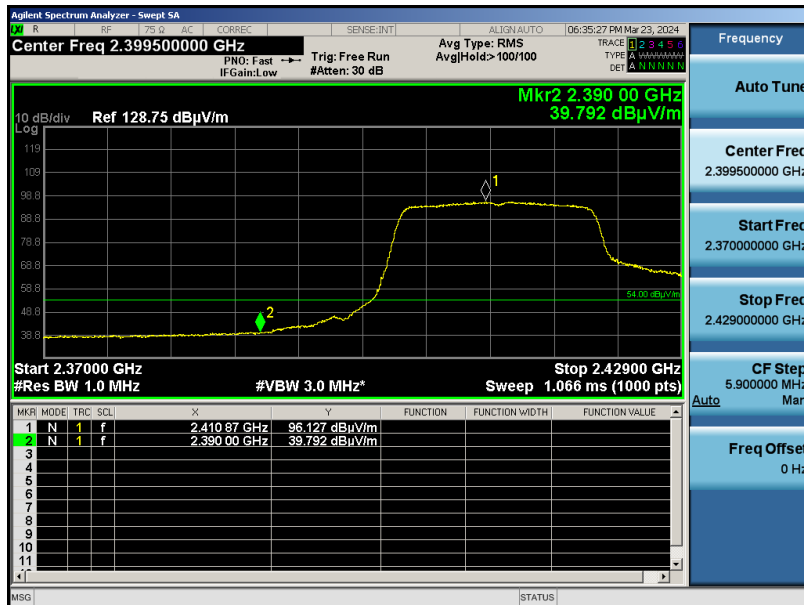 Agilent Spectrum Analyzer - Swept SA
LXI R RF 75 Ω AC CORREC SENSE:INT ALIGN AUTO 06:35:27 PM Mar 23, 2024
Center Freq 2.399500000 GHz
PNO: Fast
IFGain:Low
Trig: Free Run
#Atten: 30 dB
Avg Type: RMS
Avg|Hold:>100/100
TRACE 1 2 3 4 5 6
TYPE A WWWWW
DET A N N N N N
Mkr2 2.390 00 GHz
39.792 dBµV/m
10 dB/div Ref 128.75 dBµV/m
Log
119
109
98.8
88.8
78.8
68.8
58.8
48.8
38.8
1
2
54.00 dBµV/m
Start 2.37000 GHz Stop 2.42900 GHz
#Res BW 1.0 MHz #VBW 3.0 MHz* Sweep 1.066 ms (1000 pts)
MKR MODE TRC SCL X Y FUNCTION FUNCTION WIDTH FUNCTION VALUE
1 N 1 f 2.410 87 GHz 96.127 dBµV/m
2 N 1 f 2.390 00 GHz 39.792 dBµV/m
3
4
5
6
7
8
9
10
11
MSG STATUS
Frequency
Auto Tune
Center Freq
2.399500000 GHz
Start Freq
2.370000000 GHz
Stop Freq
2.429000000 GHz
CF Step
5.900000 MHz
Auto Man
Freq Offset
0 Hz